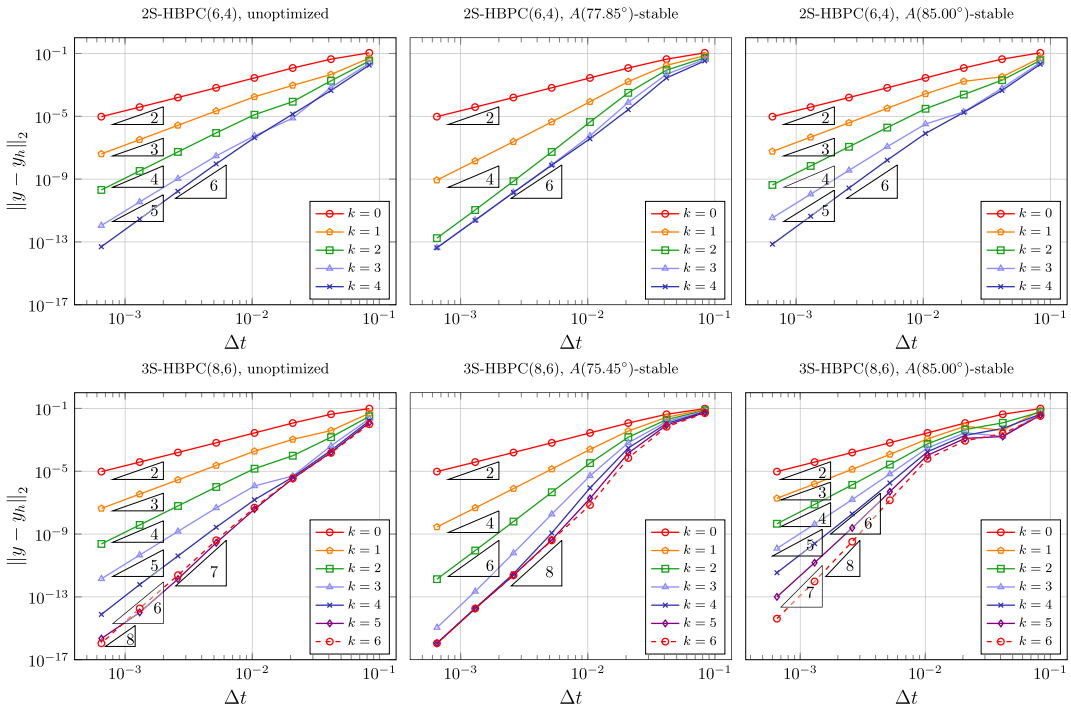 2S-HBPC(6,4), unoptimized
2S-HBPC(6,4), A(77.85°)-stable
2S-HBPC(6,4), A(85.00°)-stable
‖y − y_h‖₂
10⁻¹
10⁻⁵
10⁻⁹
10⁻¹³
10⁻¹⁷
2
3
4
5
6
k = 0
k = 1
k = 2
k = 3
k = 4
10⁻³
10⁻²
10⁻¹
Δt
2
4
6
k = 0
k = 1
k = 2
k = 3
k = 4
10⁻³
10⁻²
10⁻¹
Δt
2
3
4
5
6
k = 0
k = 1
k = 2
k = 3
k = 4
10⁻³
10⁻²
10⁻¹
Δt
3S-HBPC(8,6), unoptimized
3S-HBPC(8,6), A(75.45°)-stable
3S-HBPC(8,6), A(85.00°)-stable
‖y − y_h‖₂
10⁻¹
10⁻⁵
10⁻⁹
10⁻¹³
10⁻¹⁷
2
3
4
5
7
6
8
k = 0
k = 1
k = 2
k = 3
k = 4
k = 5
k = 6
10⁻³
10⁻²
10⁻¹
Δt
2
4
6
8
k = 0
k = 1
k = 2
k = 3
k = 4
k = 5
k = 6
10⁻³
10⁻²
10⁻¹
Δt
2
3
4
6
5
8
7
k = 0
k = 1
k = 2
k = 3
k = 4
k = 5
k = 6
10⁻³
10⁻²
10⁻¹
Δt